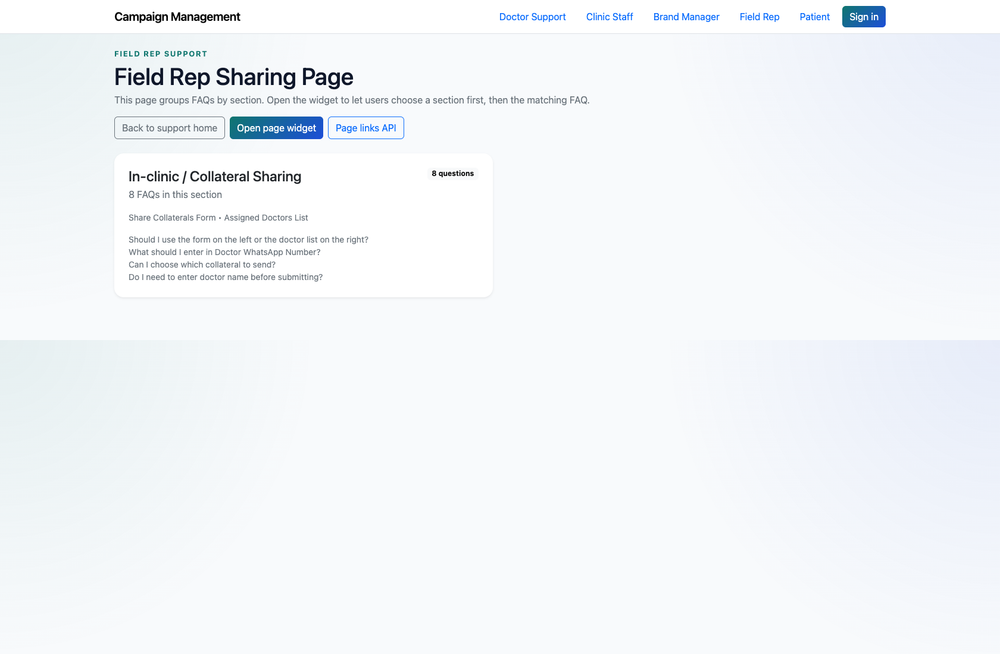 Campaign Management
Doctor Support
Clinic Staff
Brand Manager
Field Rep
Patient
Sign in
FIELD REP SUPPORT
Field Rep Sharing Page
This page groups FAQs by section. Open the widget to let users choose a section first, then the matching FAQ.
Back to support home
Open page widget
Page links API
In-clinic / Collateral Sharing
8 questions
8 FAQs in this section
Share Collaterals Form • Assigned Doctors List
Should I use the form on the left or the doctor list on the right?
What should I enter in Doctor WhatsApp Number?
Can I choose which collateral to send?
Do I need to enter doctor name before submitting?